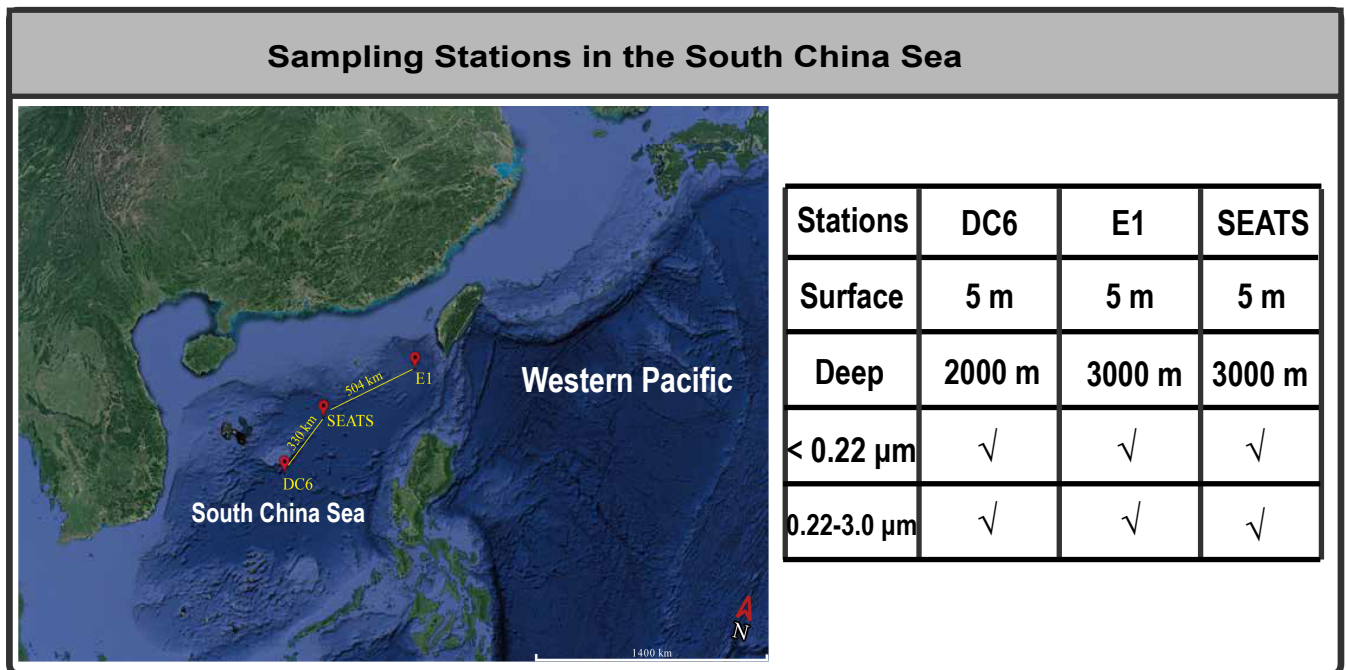 Sampling Stations in the South China Sea
504 km
E1
Western Pacific
SEATS
330 km
DC6
South China Sea
N
1400 km
Stations DC6 E1 SEATS
Surface 5 m 5 m 5 m
Deep 2000 m 3000 m 3000 m
< 0.22 µm √ √ √
0.22-3.0 µm √ √ √